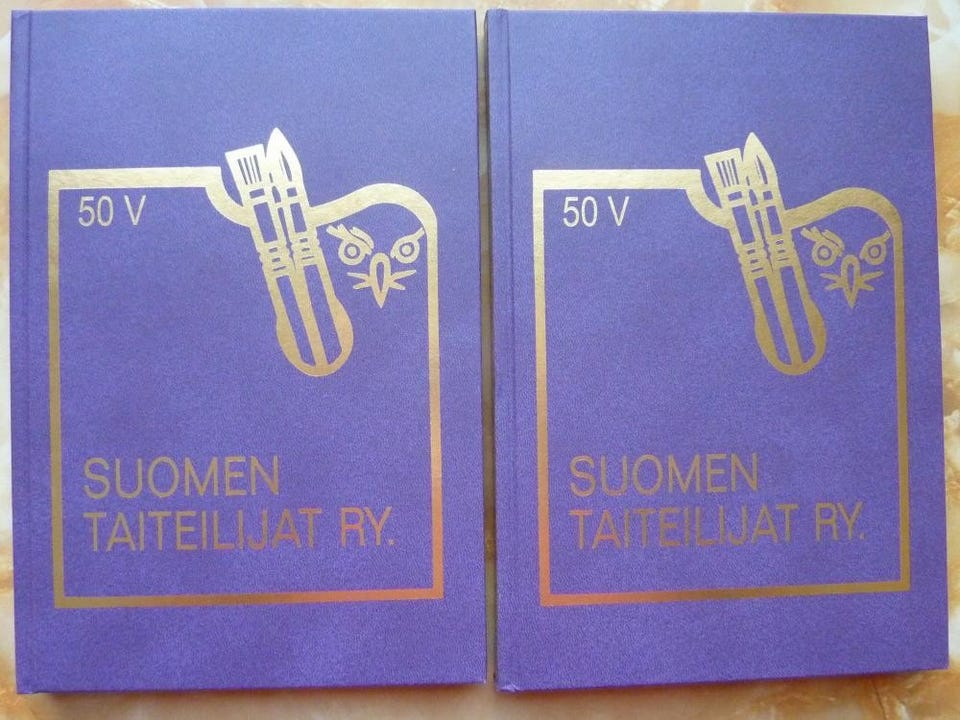 50 V
SUOMEN
TAITEILIJAT RY.
50 V
SUOMEN
TAITEILIJAT RY.